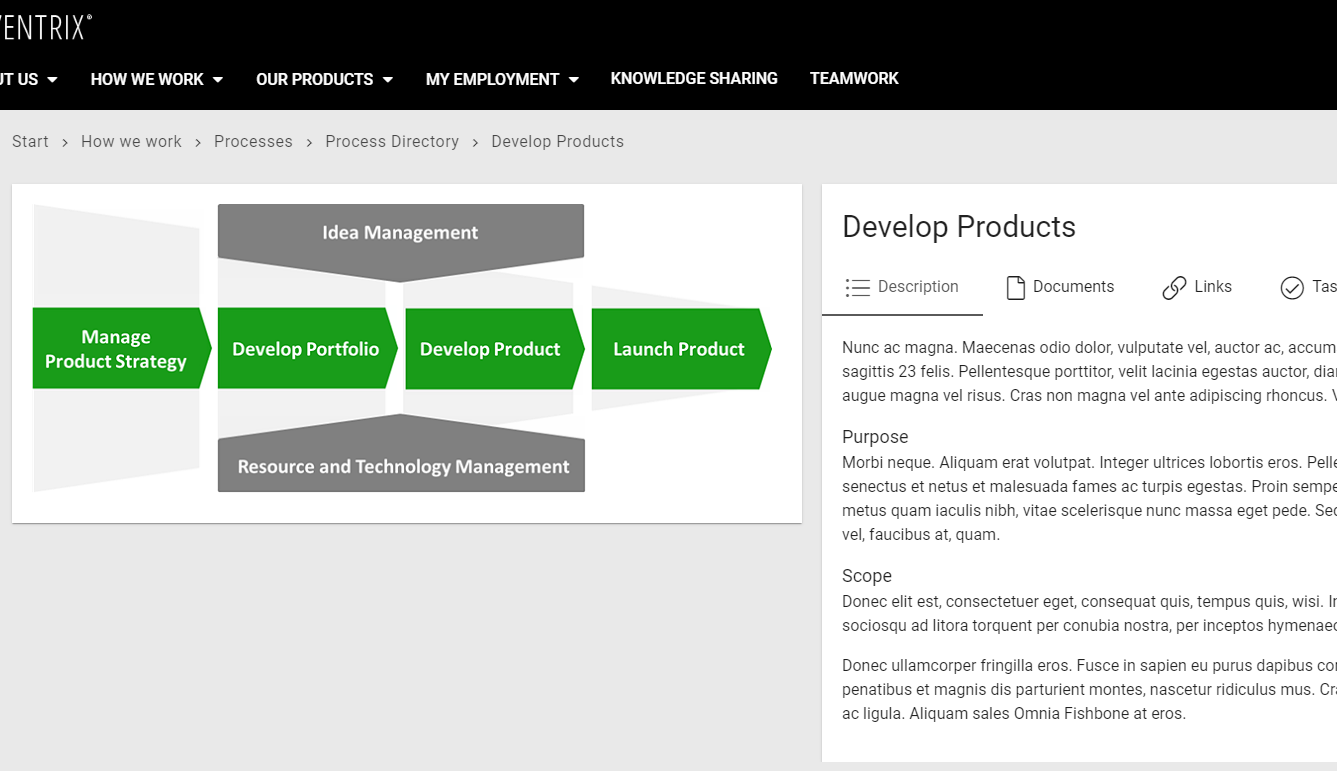 ENTRIX®
UT US
HOW WE WORK
OUR PRODUCTS
MY EMPLOYMENT
KNOWLEDGE SHARING
TEAMWORK
Start > How we work > Processes > Process Directory > Develop Products
Idea Management
Manage
Product Strategy
Develop Portfolio
Develop Product
Launch Product
Resource and Technology Management
Develop Products
Description
Documents
Links
Tas
Nunc ac magna. Maecenas odio dolor, vulputate vel, auctor ac, accum
sagittis 23 felis. Pellentesque porttitor, velit lacinia egestas auctor, dia
augue magna vel risus. Cras non magna vel ante adipiscing rhoncus. V
Purpose
Morbi neque. Aliquam erat volutpat. Integer ultrices lobortis eros. Pelle
senectus et netus et malesuada fames ac turpis egestas. Proin sempe
metus quam iaculis nibh, vitae scelerisque nunc massa eget pede. Sed
vel, faucibus at, quam.
Scope
Donec elit est, consectetuer eget, consequat quis, tempus quis, wisi. In
sociosqu ad litora torquent per conubia nostra, per inceptos hymenaeo
Donec ullamcorper fringilla eros. Fusce in sapien eu purus dapibus co
penatibus et magnis dis parturient montes, nascetur ridiculus mus. Cra
ac ligula. Aliquam sales Omnia Fishbone at eros.